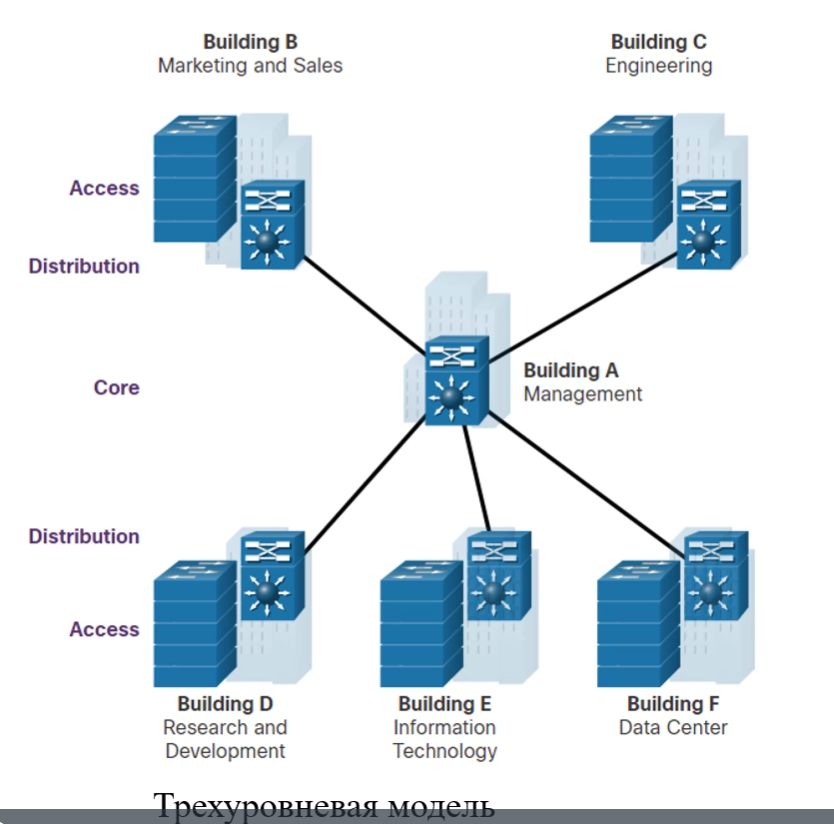 Building B
Marketing and Sales
Building C
Engineering
Access
Distribution
Core
Building A
Management
Distribution
Access
Building D
Research and
Development
Building E
Information
Technology
Building F
Data Center
Трехуровневая модель